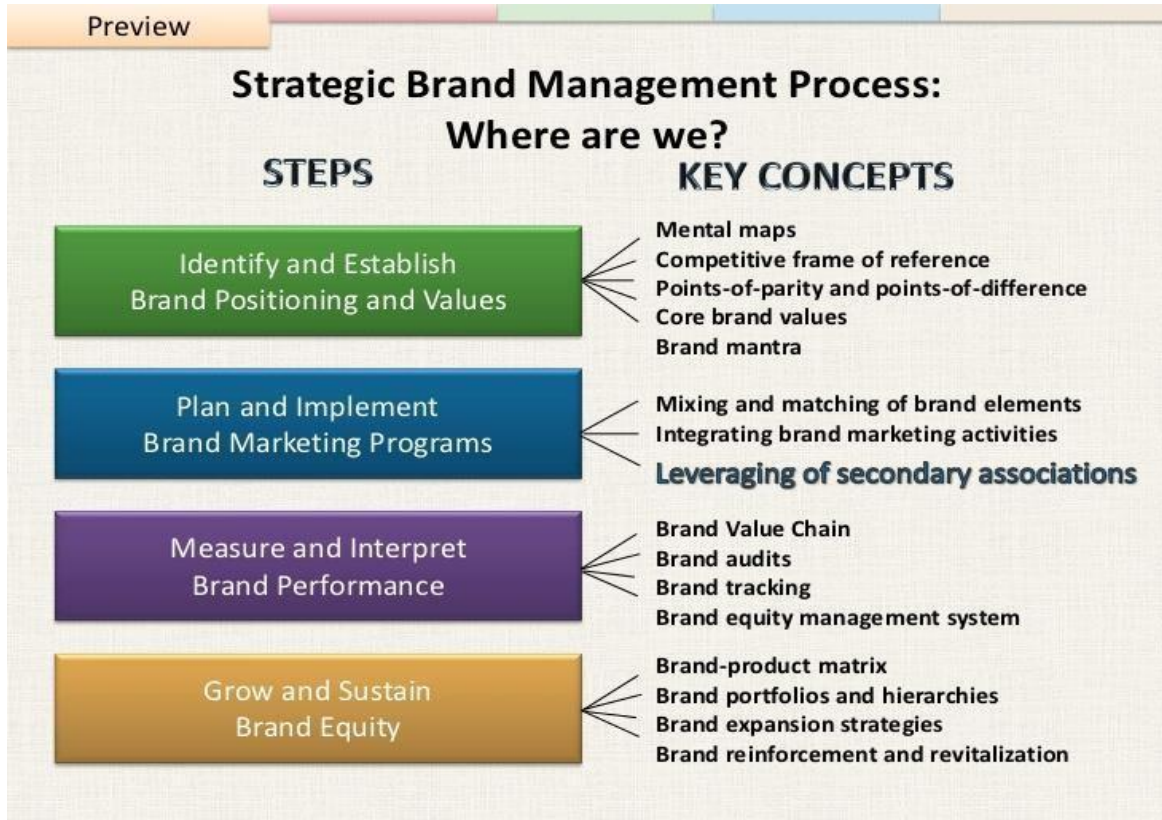 Preview
Strategic Brand Management Process:
Where are we?
STEPS
KEY CONCEPTS
Identify and Establish
Brand Positioning and Values
Mental maps
Competitive frame of reference
Points-of-parity and points-of-difference
Core brand values
Brand mantra
Plan and Implement
Brand Marketing Programs
Mixing and matching of brand elements
Integrating brand marketing activities
Leveraging of secondary associations
Measure and Interpret
Brand Performance
Brand Value Chain
Brand audits
Brand tracking
Brand equity management system
Grow and Sustain
Brand Equity
Brand-product matrix
Brand portfolios and hierarchies
Brand expansion strategies
Brand reinforcement and revitalization